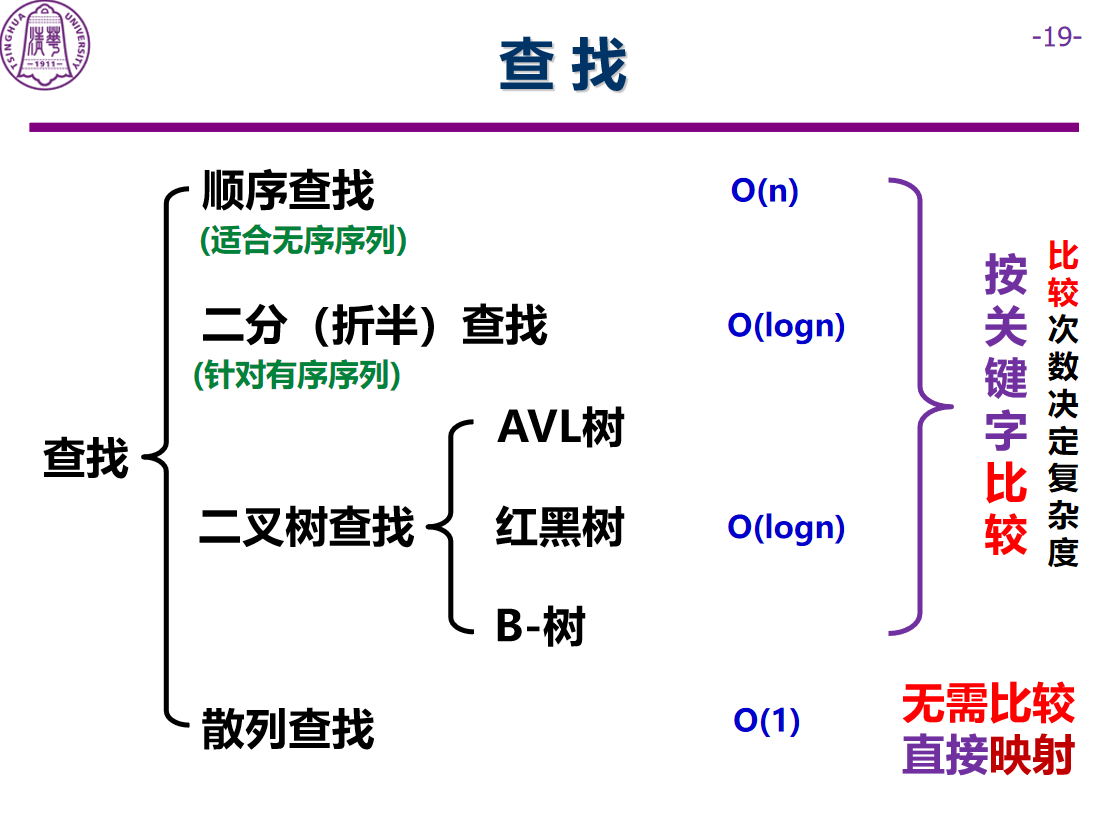 TSINGHUA UNIVERSITY
-1911-
-19-
查 找
顺序查找
O(n)
(适合无序序列)
二分（折半）查找
O(logn)
(针对有序序列)
查找
二叉树查找
AVL树
红黑树
O(logn)
B-树
按关键字比较
比较次数决定复杂度
散列查找
O(1)
无需比较
直接映射